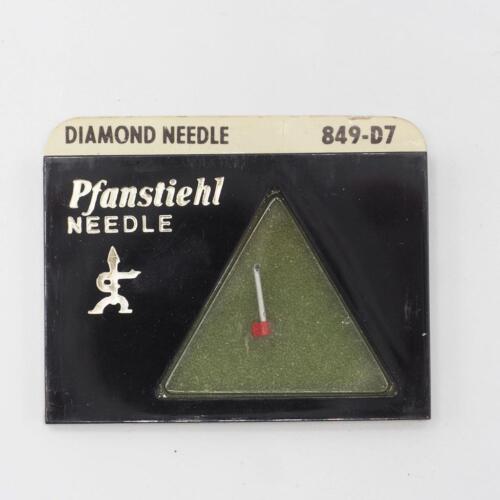 DIAMOND NEEDLE 849-D7
Pfanstiehl
NEEDLE